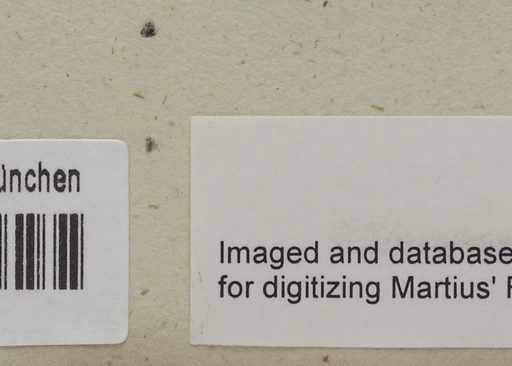 ünchen
Imaged and database
for digitizing Martius'